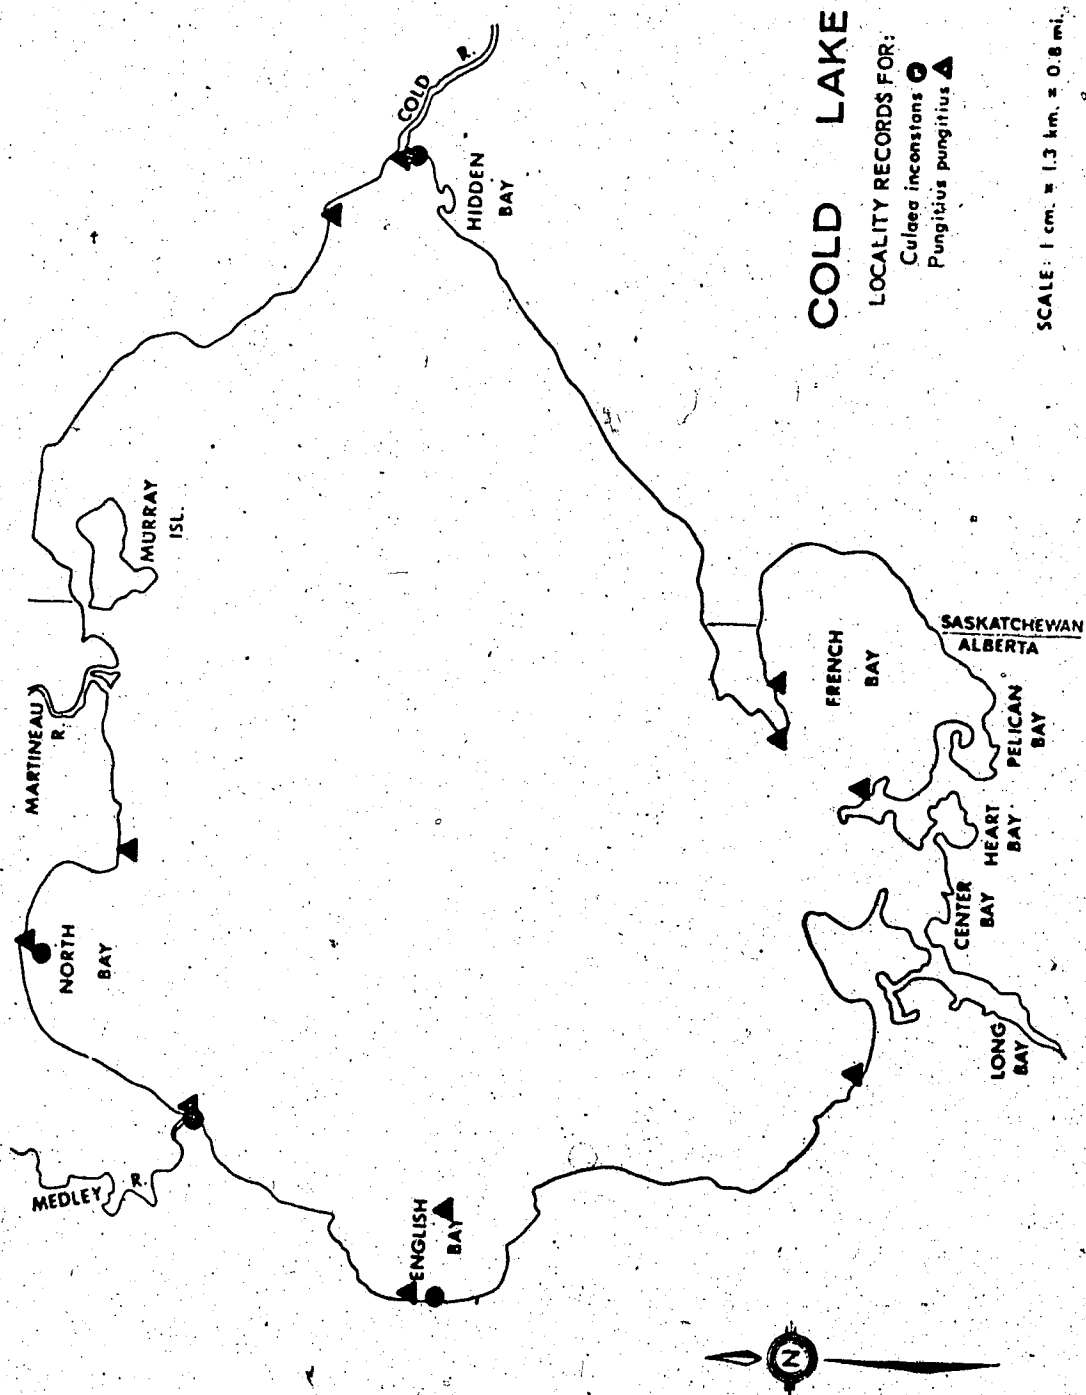 COLD LAKE
LOCALITY RECORDS FOR:
Culaea inconstans
Pungitius pungitius
SCALE: 1 cm. = 1.3 km. = 0.8 mi.
COLD R.
HIDDEN
BAY
MURRAY
ISL.
MARTINEAU
R.
NORTH
BAY
MEDLEY R.
ENGLISH
BAY
FRENCH
BAY
SASKATCHEWAN
ALBERTA
PELICAN
BAY
HEART
BAY
CENTER
BAY
LONG
BAY
N